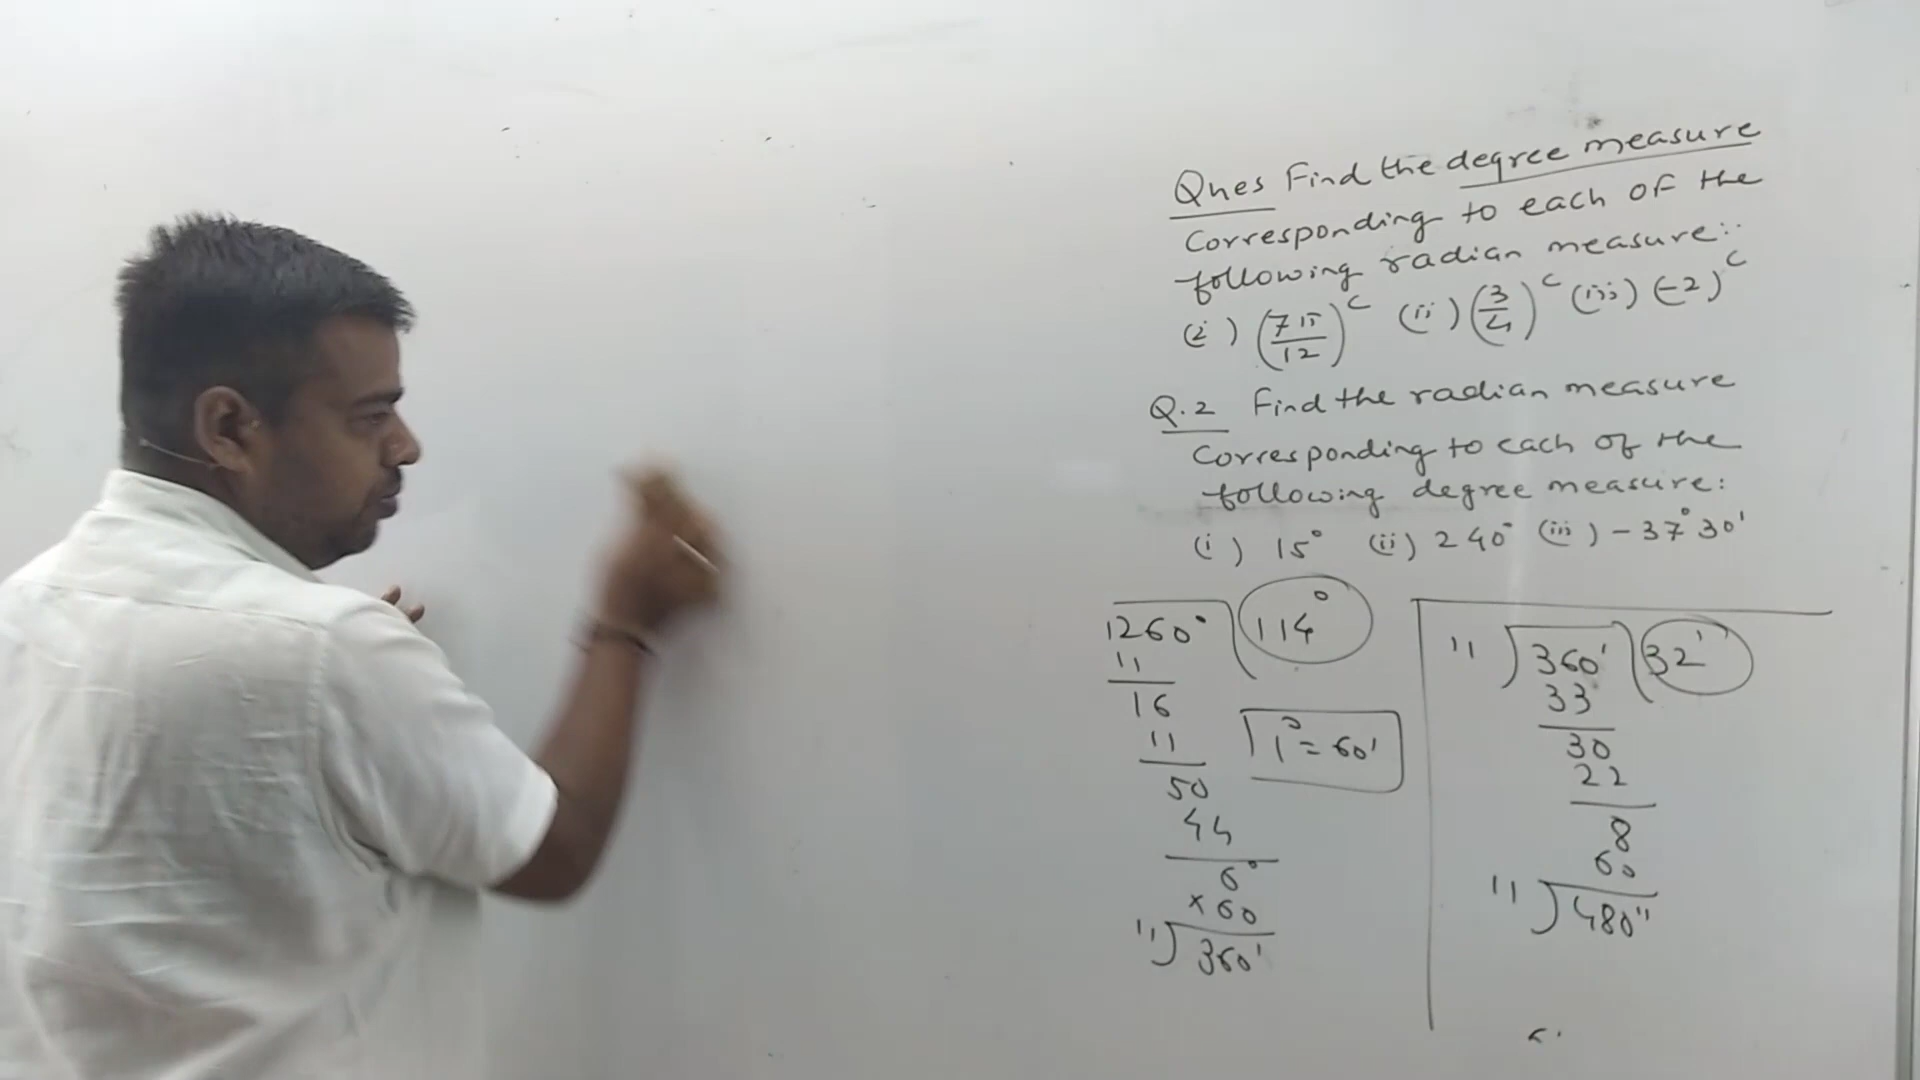 Ques Find the degree measure
Corresponding to each of the
following radian measure:-
(i) (7π/12)^c (ii) (3/4)^c (iii) (-2)^c
Q.2 Find the radian measure
Corresponding to each of the
following degree measure:
(i) 15° (ii) 240° (iii) -37°30'
1260° 114°
11
16
11
50
44
6°
×60
11 ) 360'
1° = 60'
11 ) 360' ( 32'
33
30
22
8
60
11 ) 480"